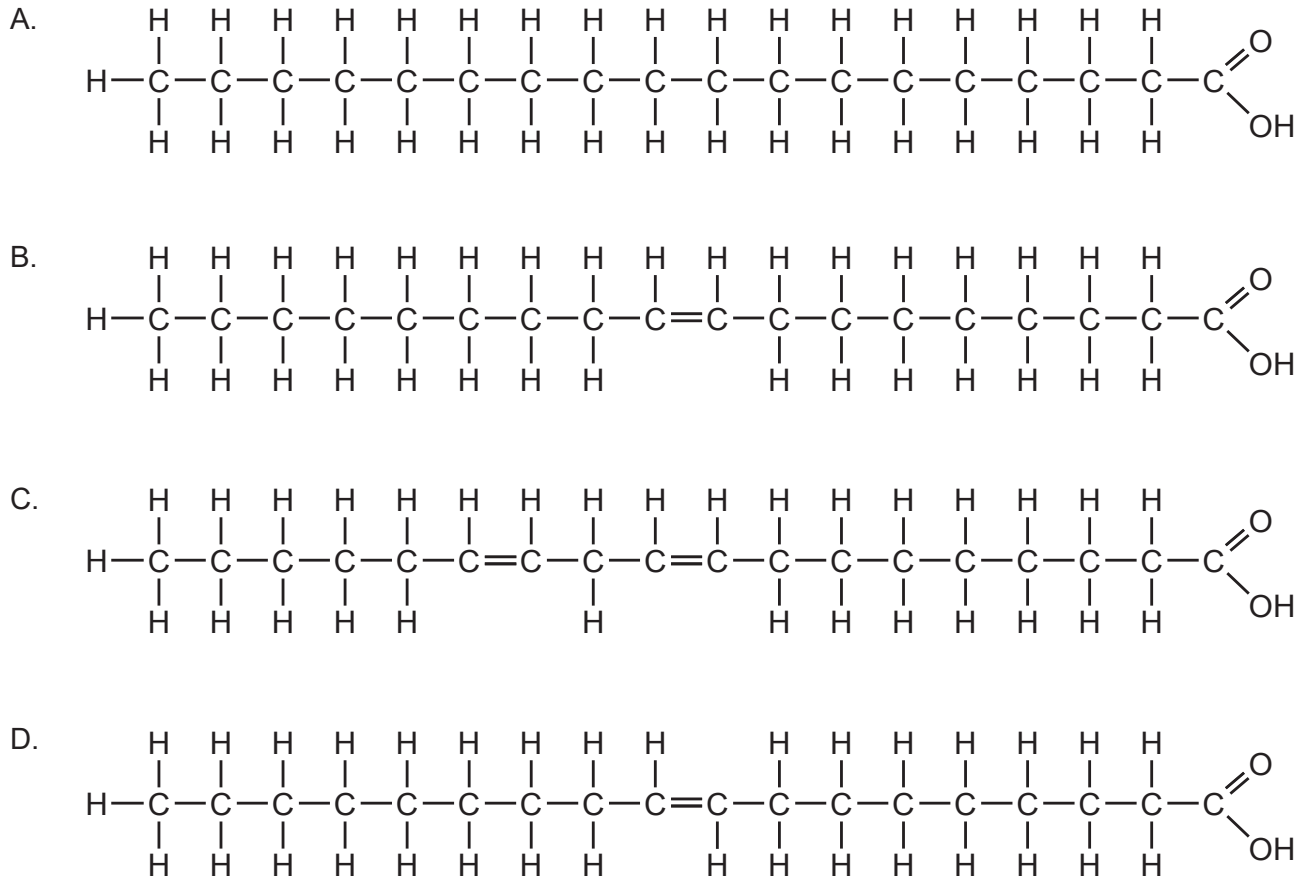 A. H H H H H H H H H H H H H H H H H
O
H C C C C C C C C C C C C C C C C C C
OH
H H H H H H H H H H H H H H H H H
B. H H H H H H H H H H H H H H H H H
O
H C C C C C C C C C C C C C C C C C C
OH
H H H H H H H H H H H H H H H
C. H H H H H H H H H H H H H H H H H
O
H C C C C C C C C C C C C C C C C C C
OH
H H H H H H H H H H H H H
D. H H H H H H H H H H H H H H H H
O
H C C C C C C C C C C C C C C C C C C
OH
H H H H H H H H H H H H H H H H